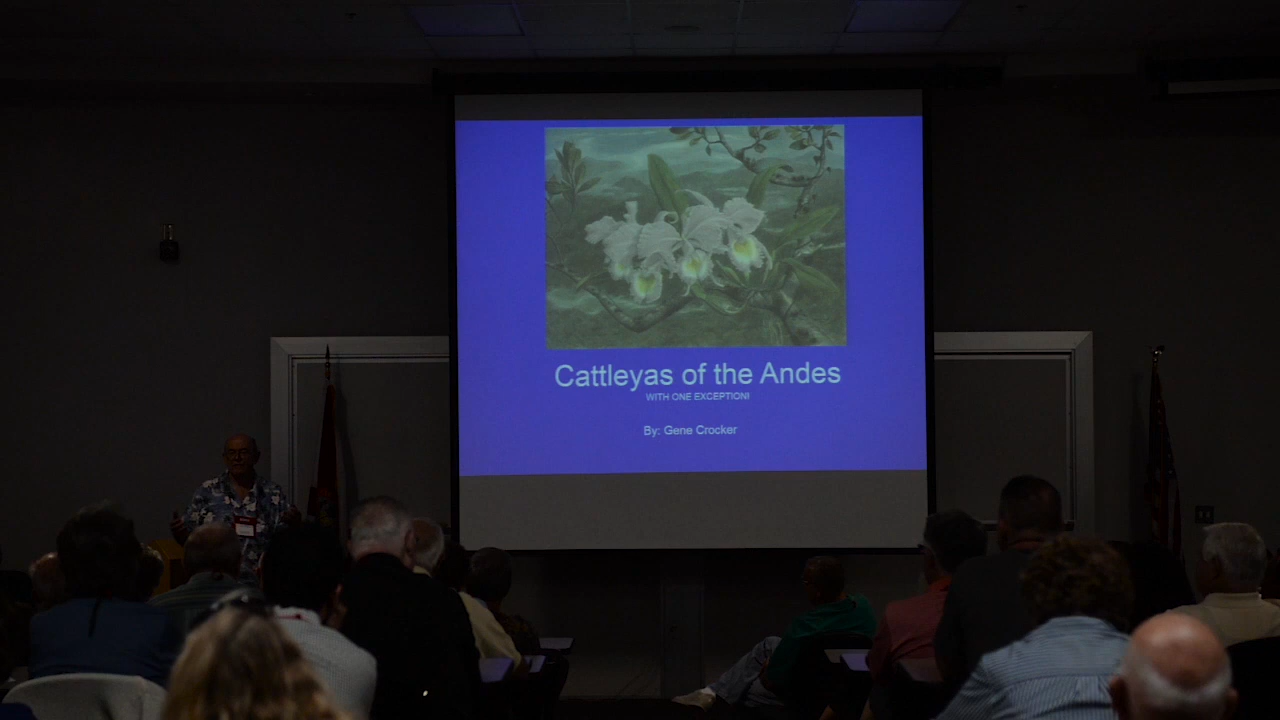 Cattleyas of the Andes
WITH ONE EXCEPTION!
By: Gene Crocker